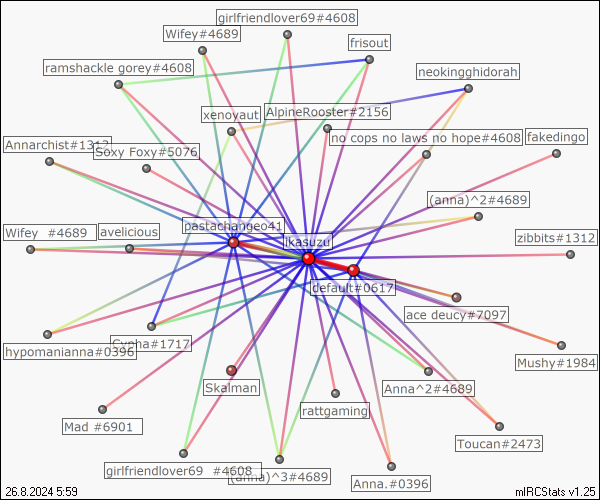 girlfriendlover69#4608
Wifey#4689
frisout
ramshackle gorey#4608
neokingghidorah
xenoyaut
AlpineRooster#2156
no cops no laws no hope#4608
fakedingo
Annarchist#1312
Soxy Foxy#5076
(anna)^2#4689
pastachangeo41
Wifey #4689
avelicious
ikasuzu
zibbits#1312
default#0617
ace deucy#7097
hypomanianna#0396
Cypha#1717
Mushy#1984
Skalman
Anna^2#4689
rattgaming
Mad #6901
Toucan#2473
girlfriendlover69 #4608
(anna)^3#4689
Anna.#0396
26.8.2024 5:59
mIRCStats v1.25